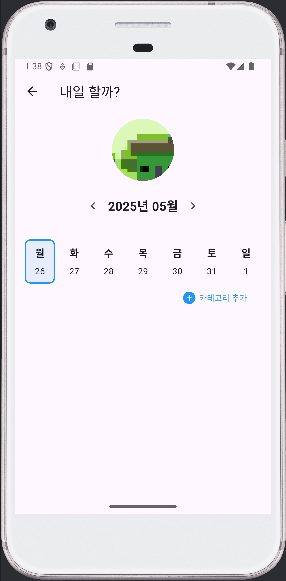 1:38
내일 할까?
2025년 05월
월 화 수 목 금 토 일
26 27 28 29 30 31 1
카테고리 추가